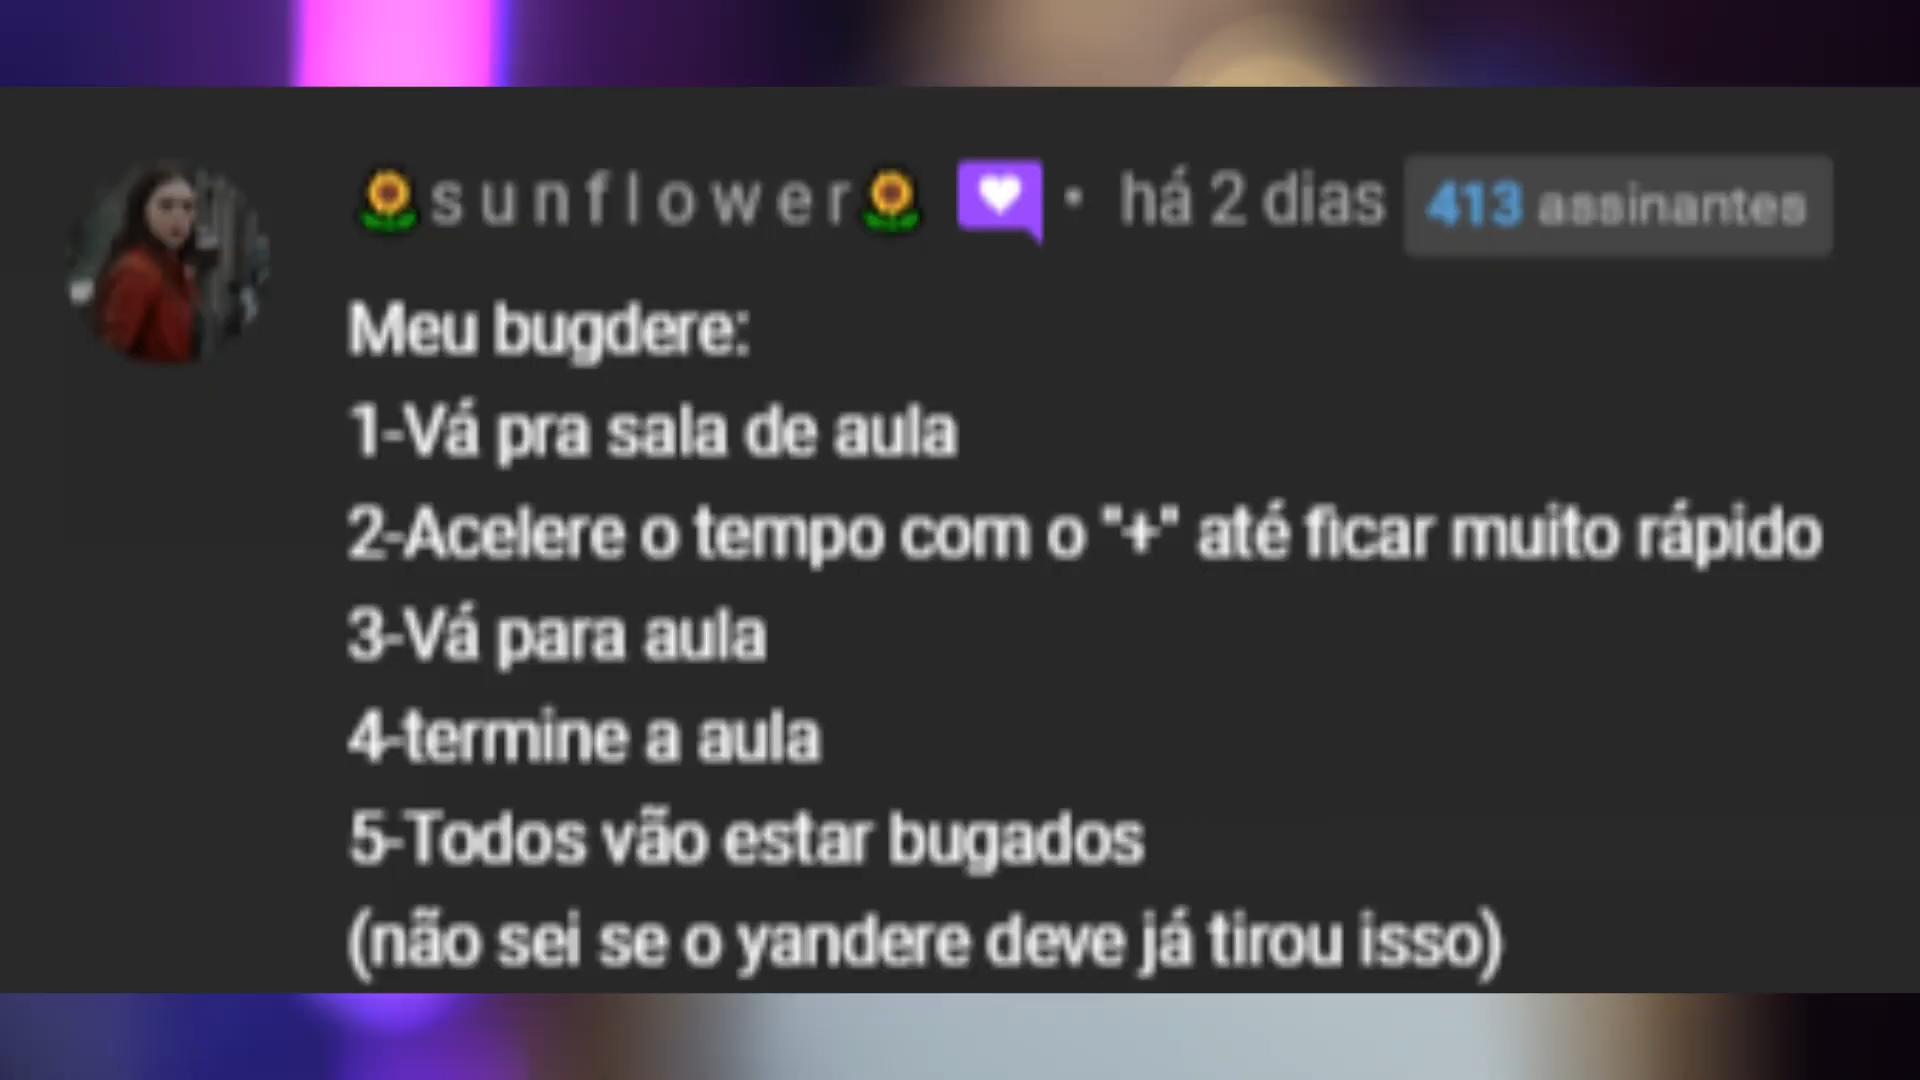 🌻s u n f l o w e r🌻 • há 2 dias 413 assinantes
Meu bugdere:
1-Vá pra sala de aula
2-Acelere o tempo com o "+" até ficar muito rápido
3-Vá para aula
4-termine a aula
5-Todos vão estar bugados
(não sei se o yandere deve já tirou isso)